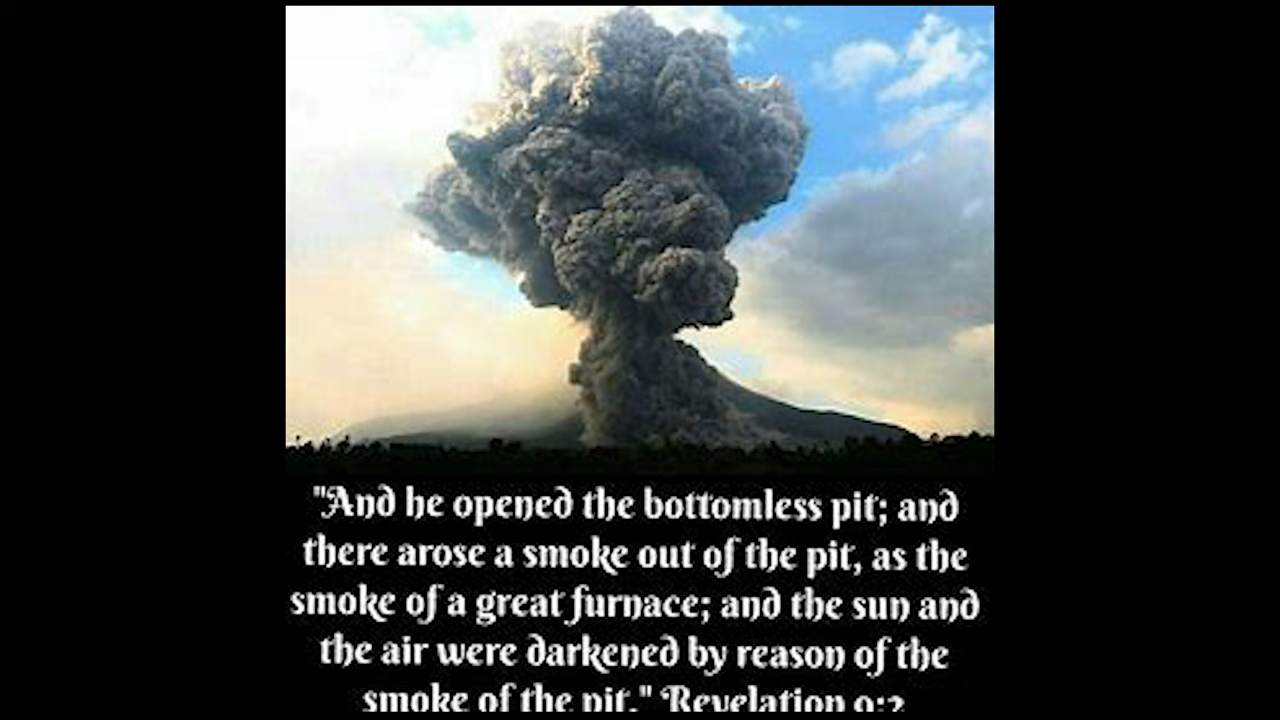 "And he opened the bottomless pit; and
there arose a smoke out of the pit, as the
smoke of a great furnace; and the sun and
the air were darkened by reason of the
smoke of the pit." Revelation 9:2